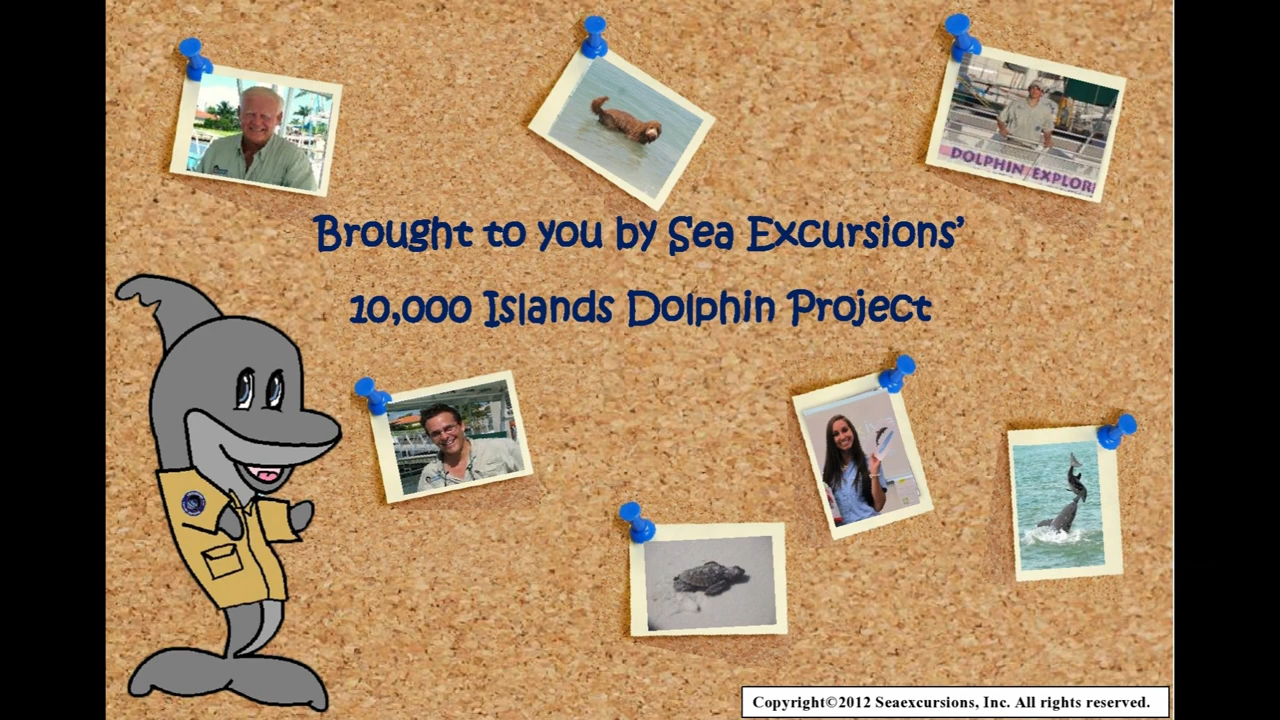 DOLPHIN EXPLOR
Brought to you by Sea Excursions’
10,000 Islands Dolphin Project
Copyright©2012 Seaexcursions, Inc. All rights reserved.